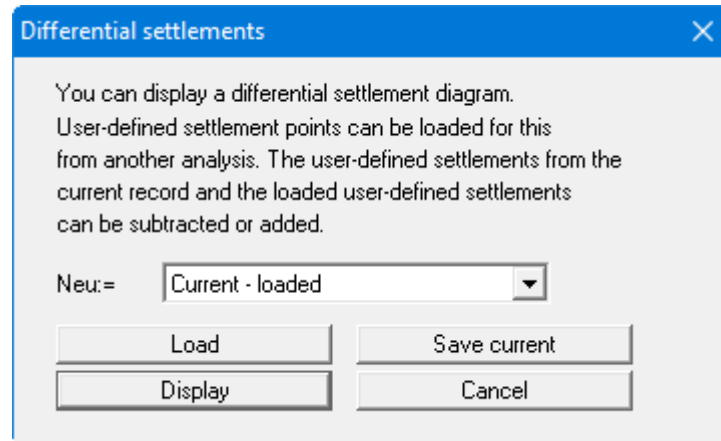 Differential settlements
You can display a differential settlement diagram.
User-defined settlement points can be loaded for this
from another analysis. The user-defined settlements from the
current record and the loaded user-defined settlements
can be subtracted or added.
Neu:= Current - loaded
Load Save current
Display Cancel